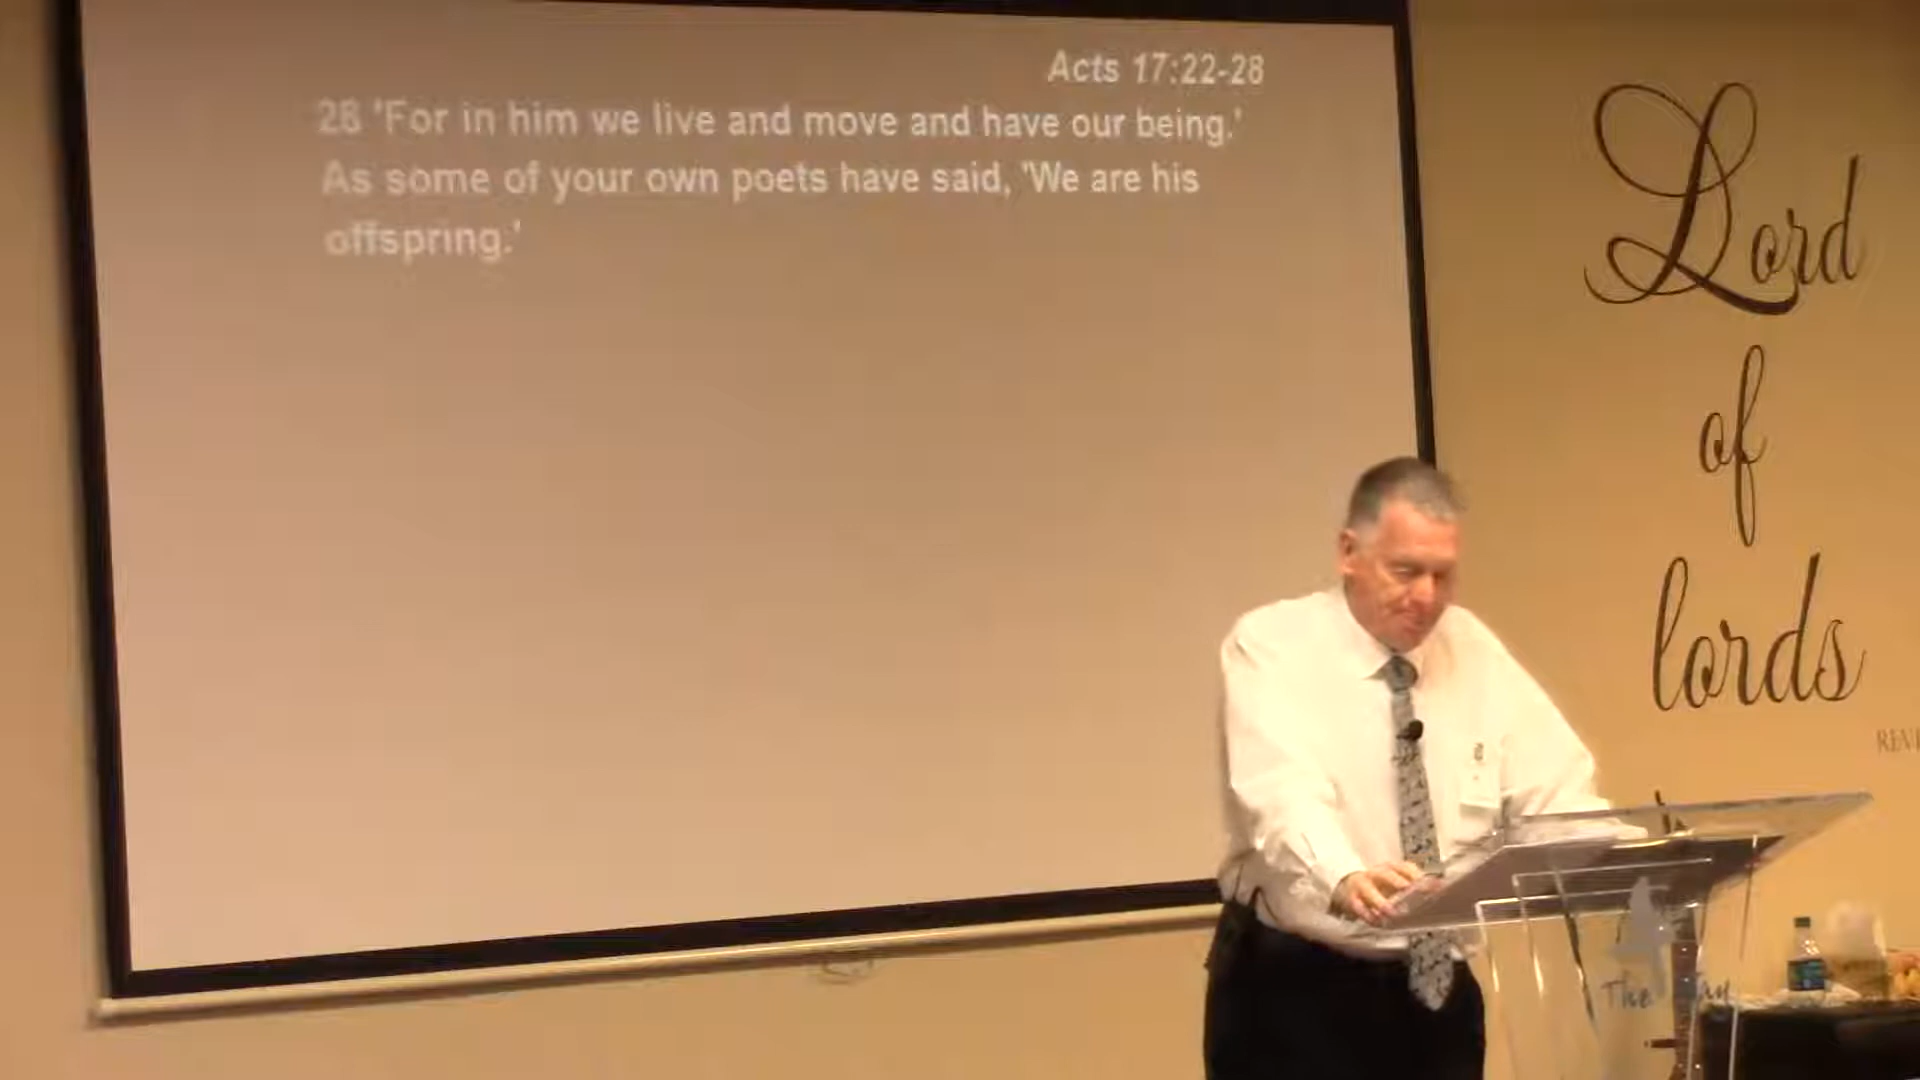 Acts 17:22-28
28 'For in him we live and move and have our being.'
As some of your own poets have said, 'We are his
offspring.'
Lord
of
lords
The